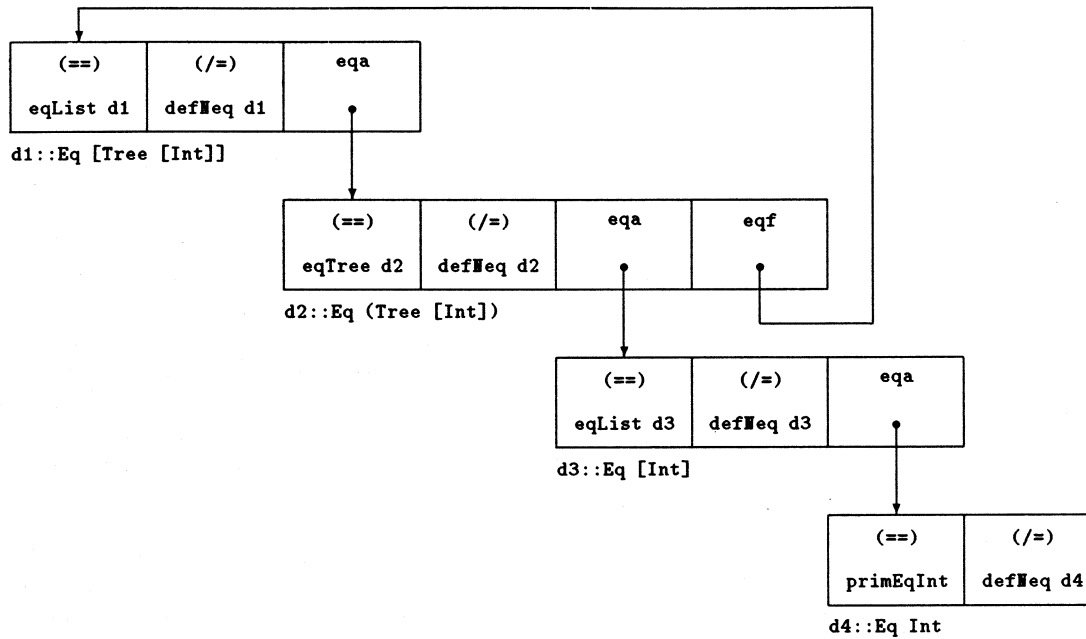 (==) (/=) eqa
eqList d1 defNeq d1
d1::Eq [Tree [Int]]
(==) (/=) eqa eqf
eqTree d2 defNeq d2
d2::Eq (Tree [Int])
(==) (/=) eqa
eqList d3 defNeq d3
d3::Eq [Int]
(==) (/=)
primEqInt defNeq d4
d4::Eq Int